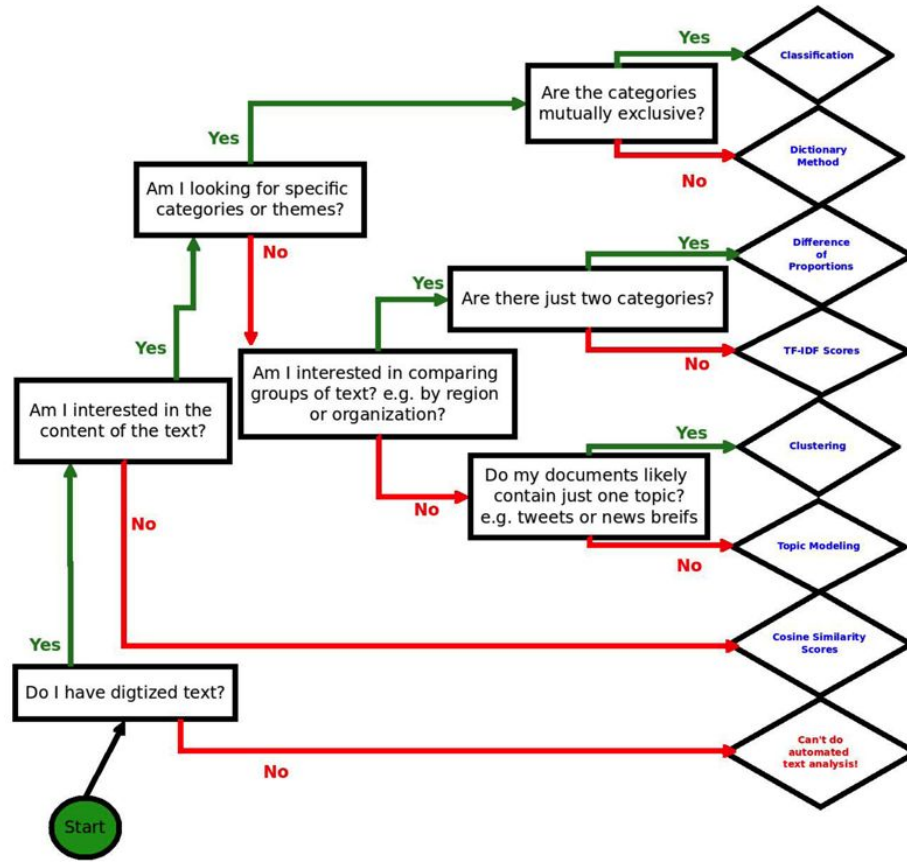 Yes
Classification
Are the categories
mutually exclusive?
Yes
No
Dictionary
Method
Am I looking for specific
categories or themes?
No
Yes
Difference
of
Proportions
Yes
Are there just two categories?
Yes
No
TF-IDF Scores
Am I interested in comparing
groups of text? e.g. by region
or organization?
Am I interested in the
content of the text?
Yes
Clustering
Do my documents likely
contain just one topic?
e.g. tweets or news breifs
No
No
No
Topic Modeling
Yes
Cosine Similarity
Scores
Do I have digtized text?
No
Can't do
automated
text analysis!
Start